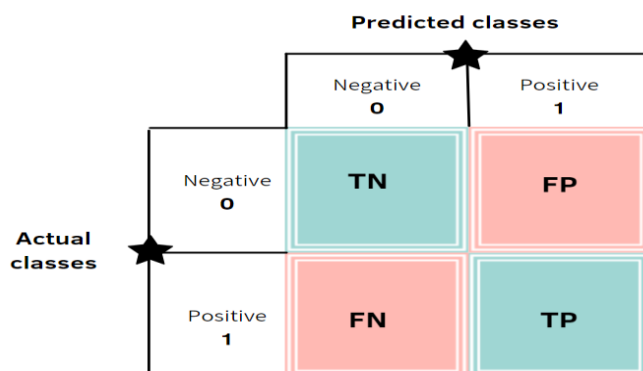 Predicted classes
Negative
0
Positive
1
Negative
0
TN
FP
Actual
classes
Positive
1
FN
TP